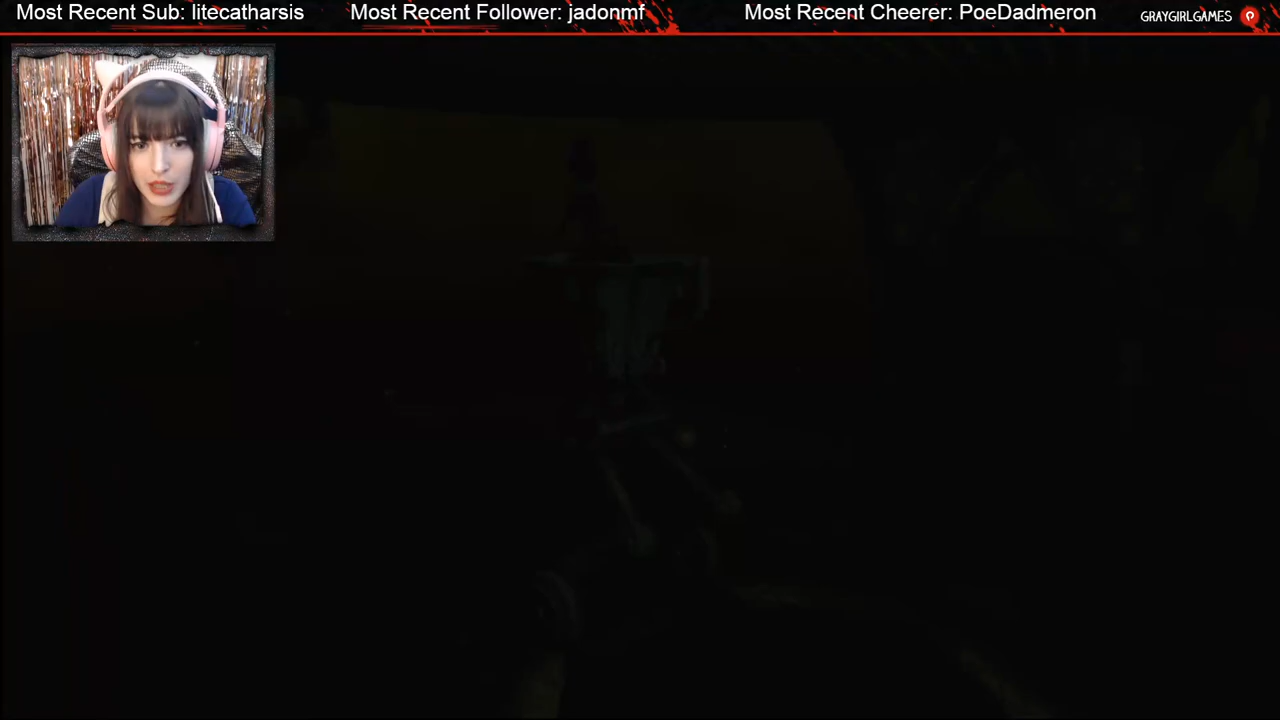 Most Recent Sub: litecatharsis
Most Recent Follower: jadonmf
Most Recent Cheerer: PoeDadmeron
GRAYGIRLGAMES